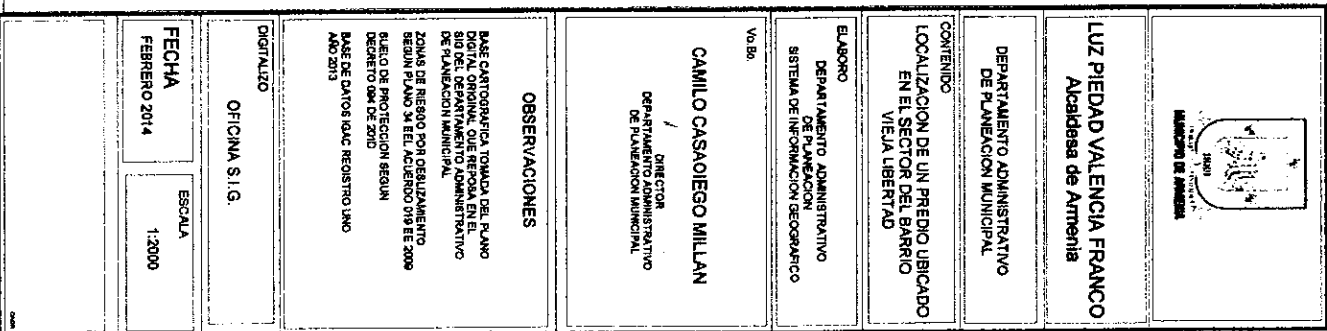 MUNICIPIO DE ARMENIA
LUZ PIEDAD VALENCIA FRANCO
Alcaldesa de Armenia
DEPARTAMENTO ADMINISTRATIVO
DE PLANEACION MUNICIPAL
CONTENIDO
LOCALIZACION DE UN PREDIO UBICADO
EN EL SECTOR DEL BARRIO
VIEJA LIBERTAD
ELABORO
DEPARTAMENTO ADMINISTRATIVO
DE PLANEACION
SISTEMA DE INFORMACION GEOGRAFICO
Vo.Bo.
CAMILO CASADIEGO MILLAN
DIRECTOR
DEPARTAMENTO ADMINISTRATIVO
DE PLANEACION MUNICIPAL
OBSERVACIONES
BASE CARTOGRAFICA TOMADA DEL PLANO
DIGITAL ORIGINAL QUE REPOSA EN EL
SIG DEL DEPARTAMENTO ADMINISTRATIVO
DE PLANEACION MUNICIPAL
ZONAS DE RIESGO POR DESLIZAMIENTO
SEGUN PLANO 34 EEL ACUERDO 019 EE 2009
SUELO DE PROTECCION SEGUN
DECRETO 094 DE 2010
BASE DE DATOS IGAC REGISTRO UNO
AÑO 2013
DIGITALIZO
OFICINA S.I.G.
FECHA
FEBRERO 2014
ESCALA
1:2000